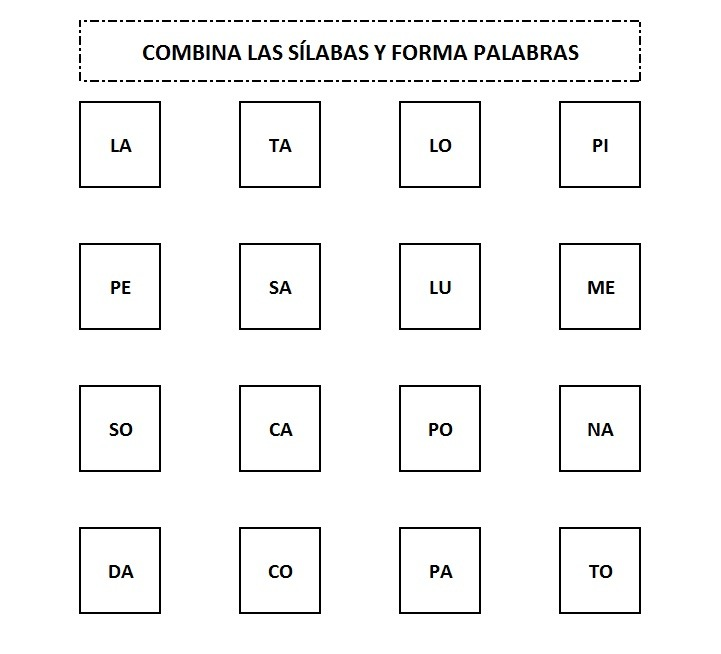 COMBINA LAS SÍLABAS Y FORMA PALABRAS
LA TA LO PI
PE SA LU ME
SO CA PO NA
DA CO PA TO